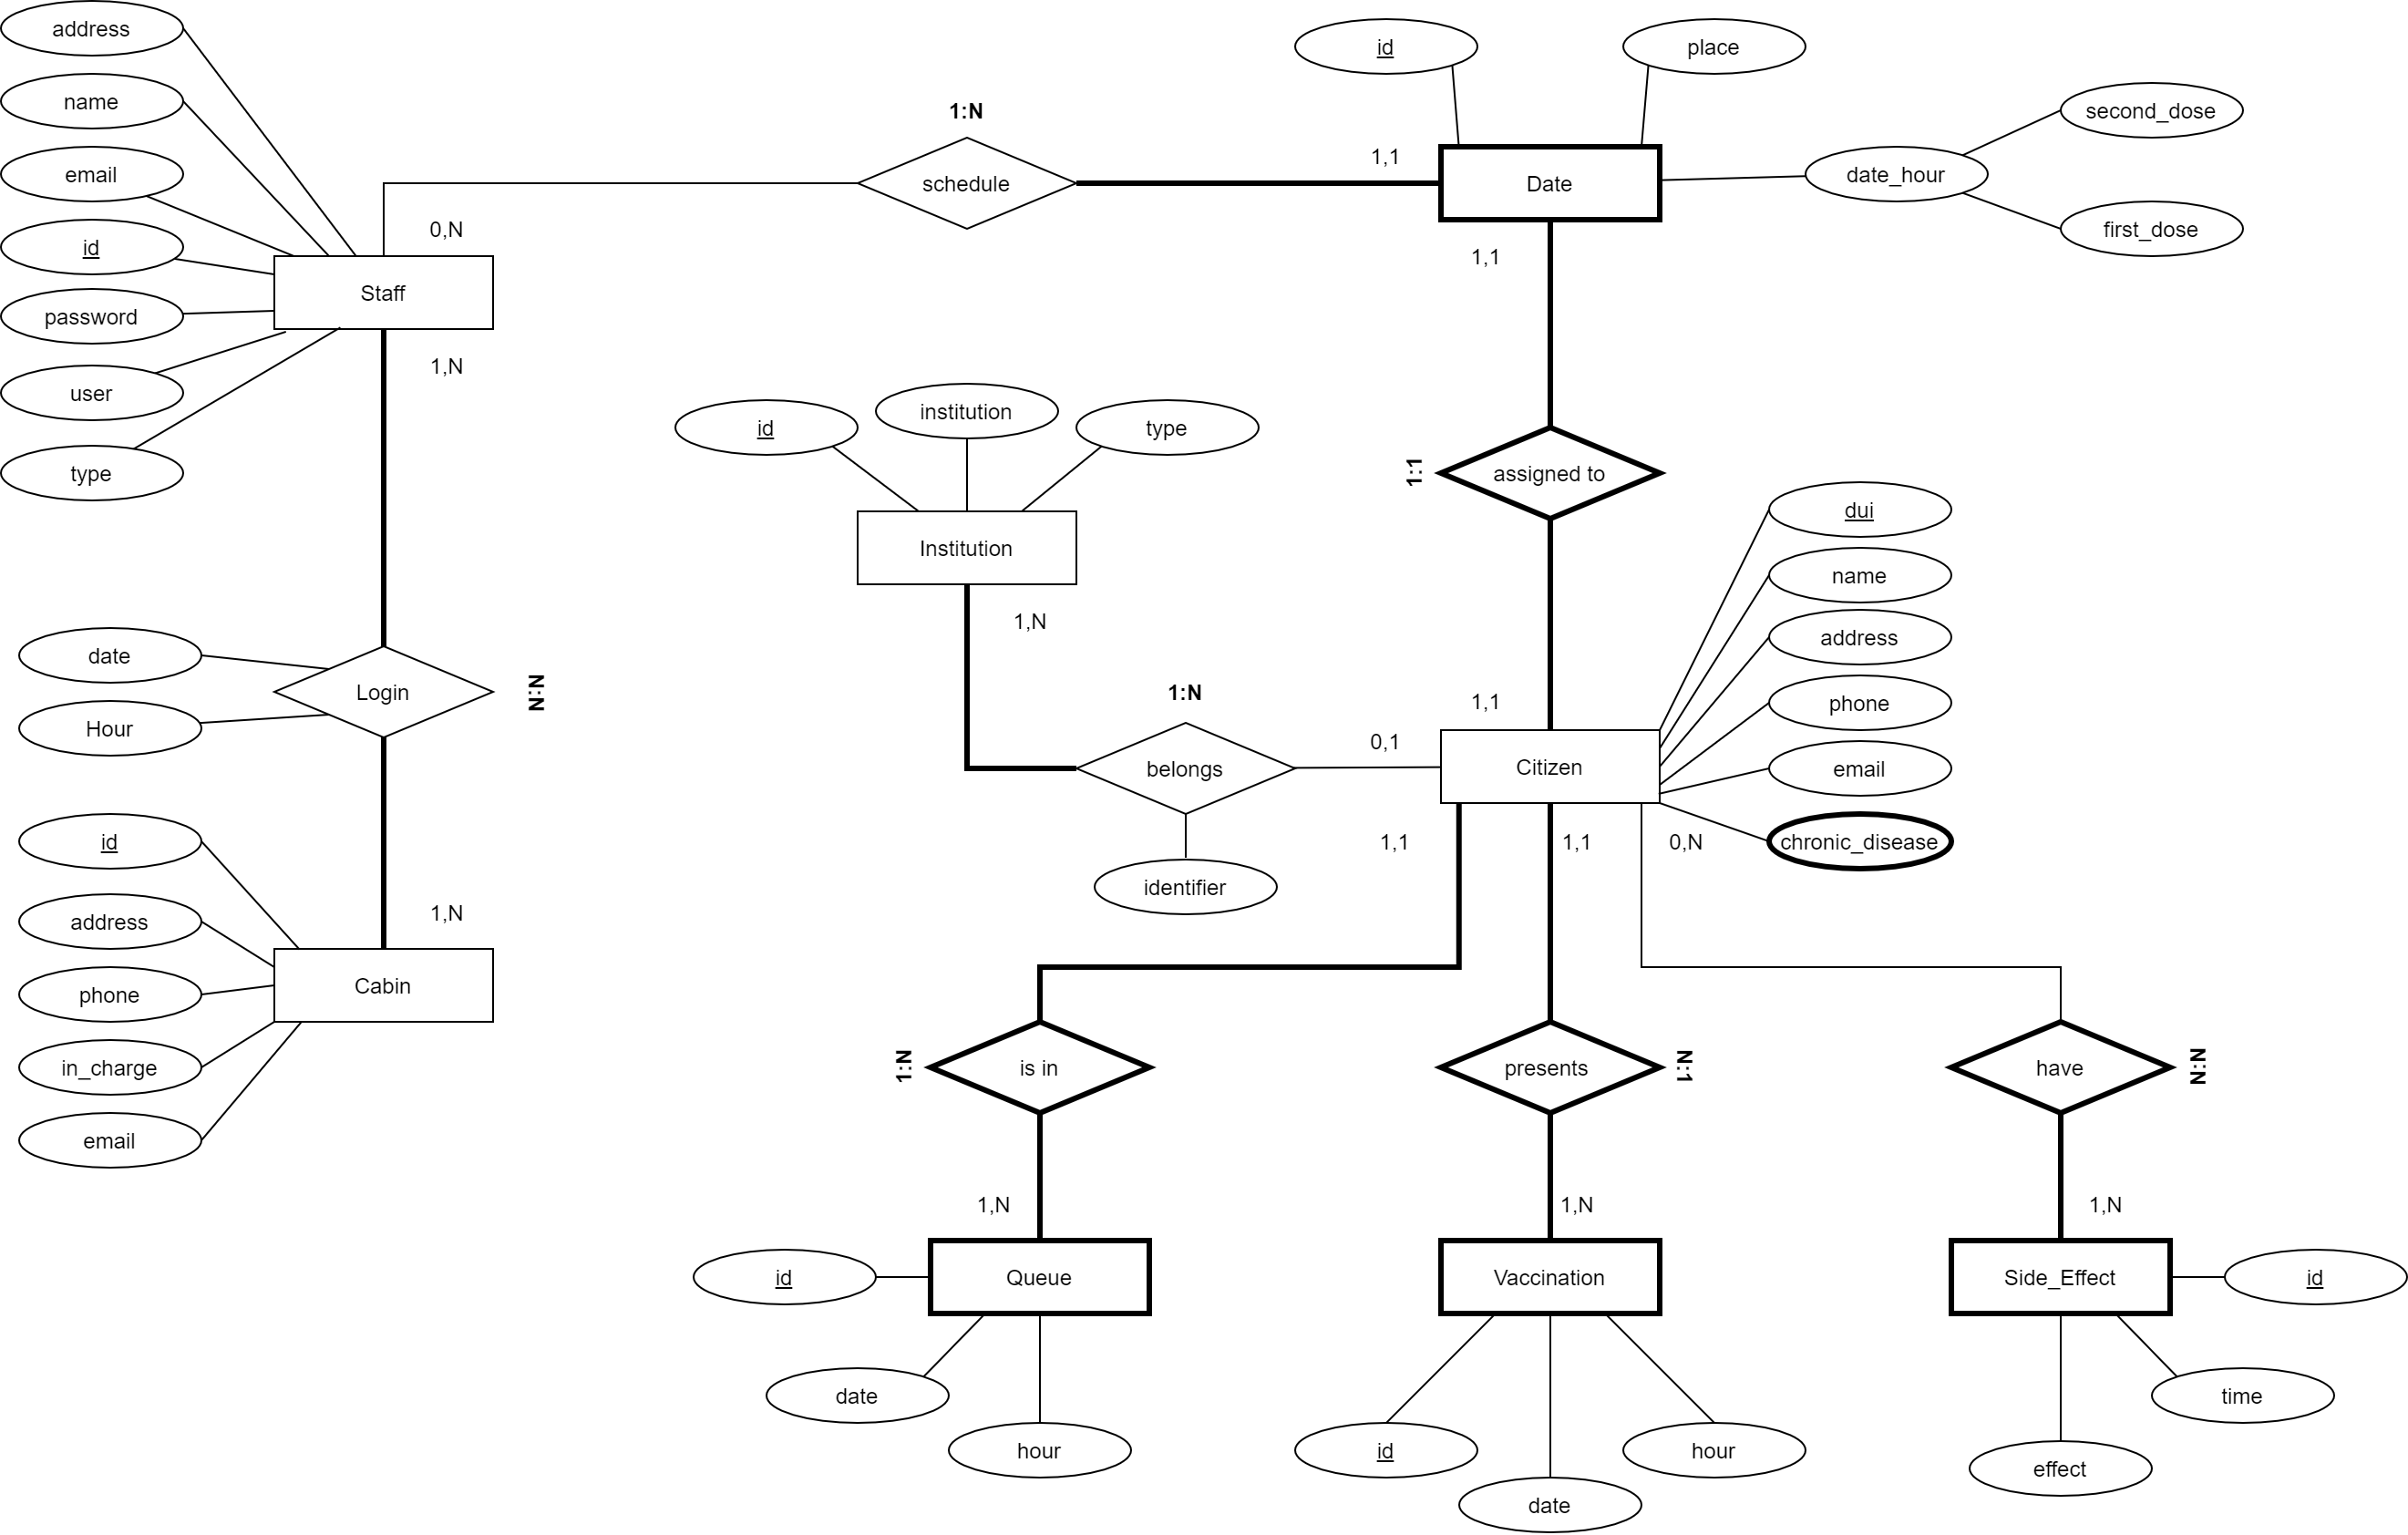 address
name
email
id
password
user
type
Staff
0,N
1,N
1:N
schedule
1,1
id
place
Date
date_hour
second_dose
first_dose
1,1
id
institution
type
Institution
1,N
1:1
assigned to
dui
name
address
phone
email
chronic_disease
1,1
Citizen
0,1
1:N
belongs
identifier
date
Hour
Login
N:N
id
address
phone
in_charge
email
1,N
Cabin
1,1
1,1
0,N
1:N
is in
presents
N:1
have
N:N
1,N
1,N
1,N
id
Queue
date
hour
Vaccination
id
date
hour
Side_Effect
id
time
effect